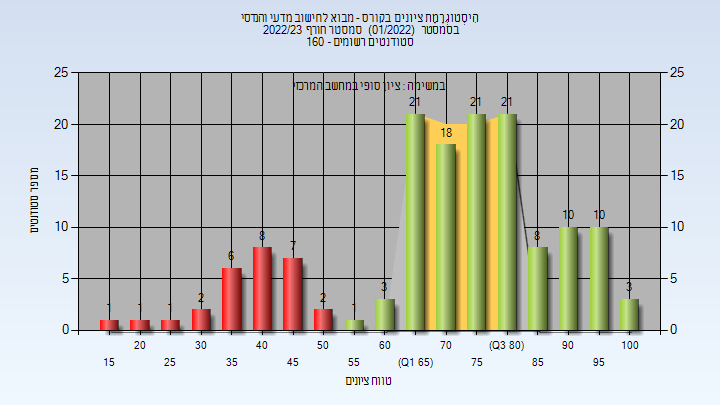 היסטוגרמת ציונים בקורס - מבוא לחישוב מדעי והנדסי
בסמסטר (01/2022) סמסטר חורף 2022/23
סטודנטים רשומים - 160
במשימה : ציון סופי במחשב המרכזי
מספר סטודנטים
25 25
20 20
15 15
10 10
5 5
0 0
1 1 1 2 6 8 7 2 1 3 21 18 21 21 8 10 10 3
20 30 40 50 60 70 (Q3 80) 90 100
15 25 35 45 55 (Q1 65) 75 85 95
טווח ציונים